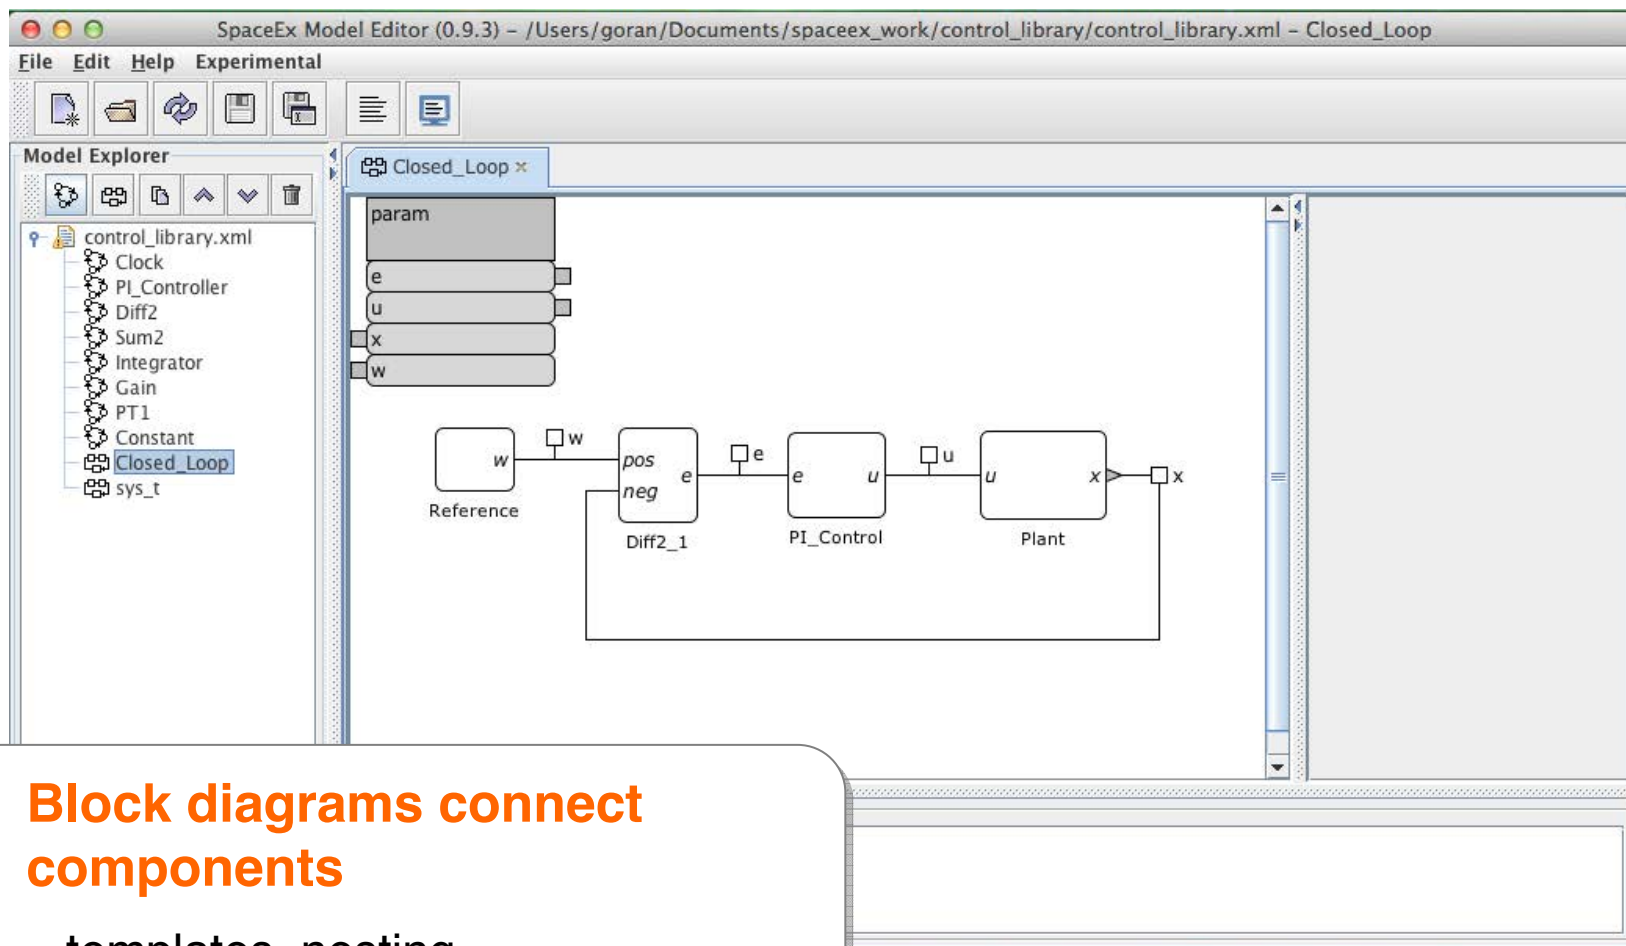 SpaceEx Model Editor (0.9.3) – /Users/goran/Documents/spaceex_work/control_library/control_library.xml – Closed_Loop
File Edit Help Experimental
Model Explorer
control_library.xml
Clock
PI_Controller
Diff2
Sum2
Integrator
Gain
PT1
Constant
Closed_Loop
sys_t
Closed_Loop ×
param
e
u
x
w
w
Reference
w
pos
neg
e
Diff2_1
e
e
u
PI_Control
u
u
x
Plant
x
Block diagrams connect
components
templates, nesting